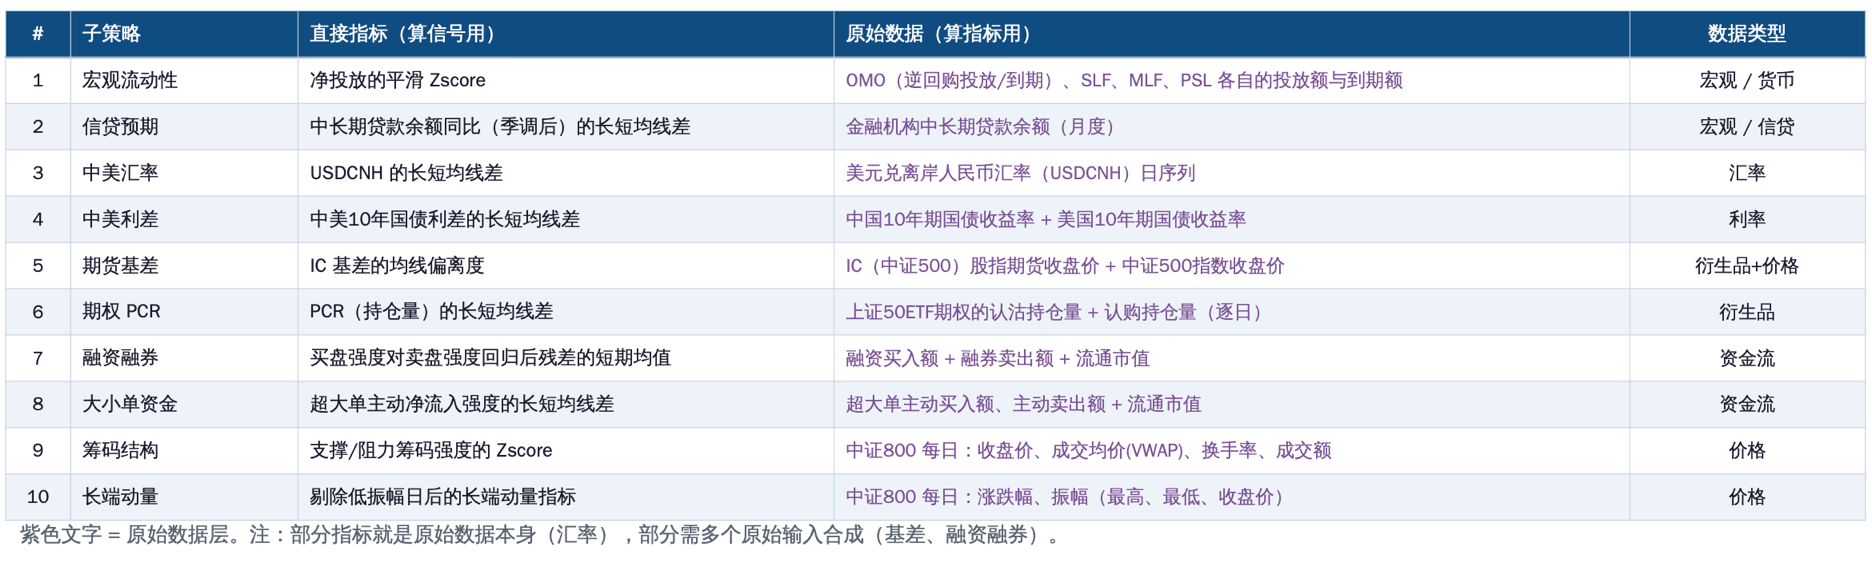 # 子策略 直接指标（算信号用） 原始数据（算指标用） 数据类型
1 宏观流动性 净投放的平滑 Zscore OMO（逆回购投放/到期）、SLF、MLF、PSL 各自的投放额与到期额 宏观 / 货币
2 信贷预期 中长期贷款余额同比（季调后）的长短均线差 金融机构中长期贷款余额（月度） 宏观 / 信贷
3 中美汇率 USDCNH 的长短均线差 美元兑离岸人民币汇率（USDCNH）日序列 汇率
4 中美利差 中美10年国债利差的长短均线差 中国10年期国债收益率 + 美国10年期国债收益率 利率
5 期货基差 IC 基差的均线偏离度 IC（中证500）股指期货收盘价 + 中证500指数收盘价 衍生品+价格
6 期权 PCR PCR（持仓量）的长短均线差 上证50ETF期权的认沽持仓量 + 认购持仓量（逐日） 衍生品
7 融资融券 买盘强度对卖盘强度回归后残差的短期均值 融资买入额 + 融券卖出额 + 流通市值 资金流
8 大小单资金 超大单主动净流入强度的长短均线差 超大单主动买入额、主动卖出额 + 流通市值 资金流
9 筹码结构 支撑/阻力筹码强度的 Zscore 中证800 每日：收盘价、成交均价(VWAP)、换手率、成交额 价格
10 长端动量 剔除低振幅日后的长端动量指标 中证800 每日：涨跌幅、振幅（最高、最低、收盘价） 价格
紫色文字 = 原始数据层。注：部分指标就是原始数据本身（汇率），部分需多个原始输入合成（基差、融资融券）。